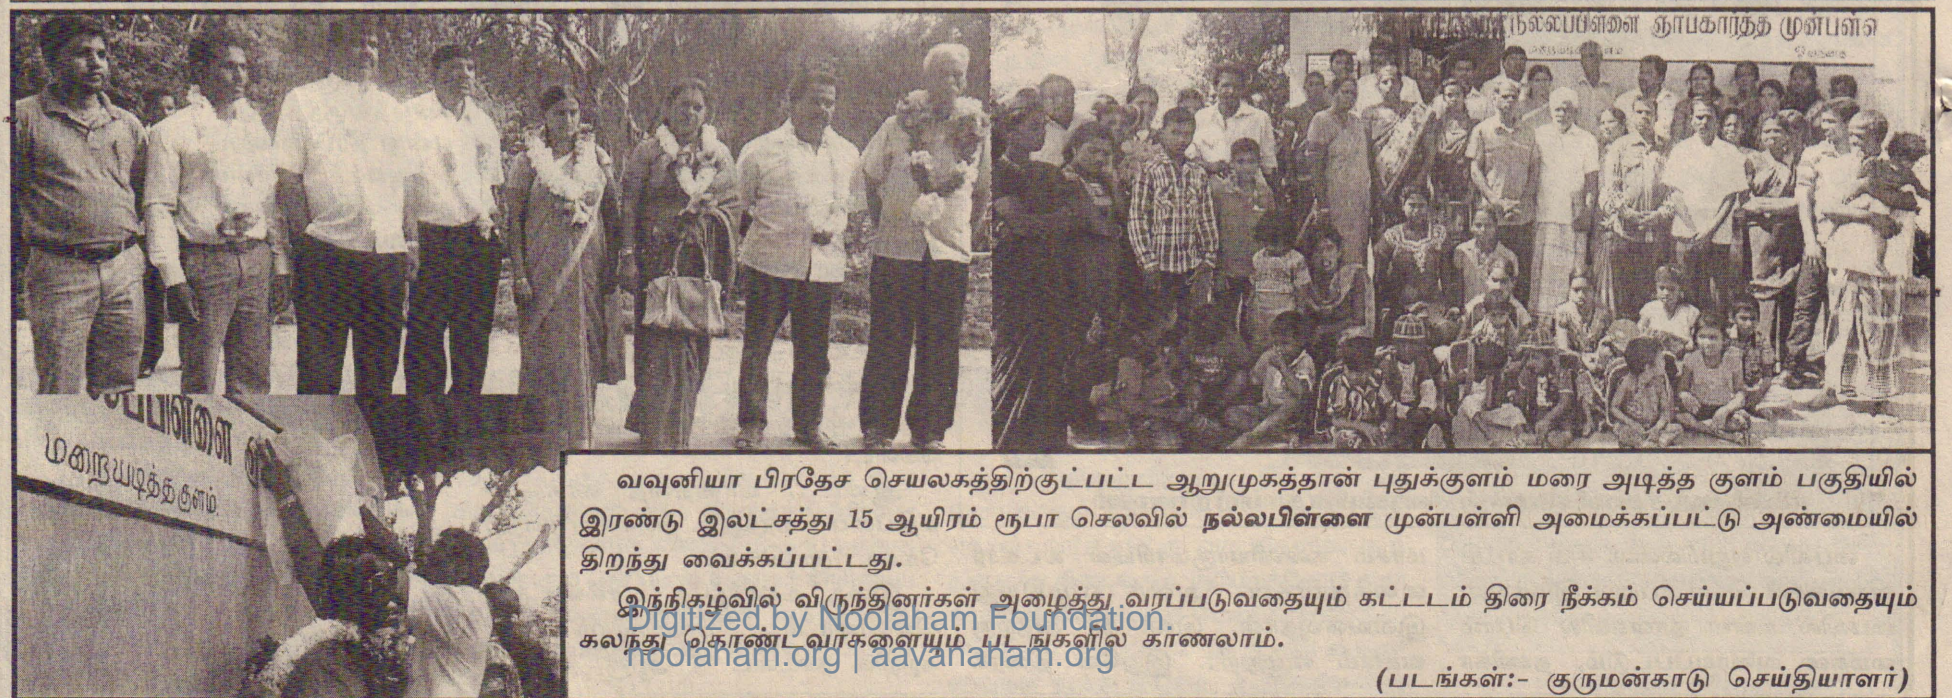 நல்லப்பிள்ளை ஞாபகார்த்த முன்பள்ளி
மறையடித்தகுளம்
வவுனியா பிரதேச செயலகத்திற்குட்பட்ட ஆறுமுகத்தான் புதுக்குளம் மரை அடித்த குளம் பகுதியில்
இரண்டு இலட்சத்து 15 ஆயிரம் ரூபா செலவில் நல்லபிள்ளை முன்பள்ளி அமைக்கப்பட்டு அண்மையில்
திறந்து வைக்கப்பட்டது.
இந்நிகழ்வில் விருந்தினர்கள் அழைத்து வரப்படுவதையும் கட்டடம் திரை நீக்கம் செய்யப்படுவதையும்
கலந்து கொண்டவர்களையும் படங்களில் காணலாம்.
(படங்கள்:- குருமன்காடு செய்தியாளர்)
Digitized by Noolaham Foundation.
noolaham.org | aavanaham.org